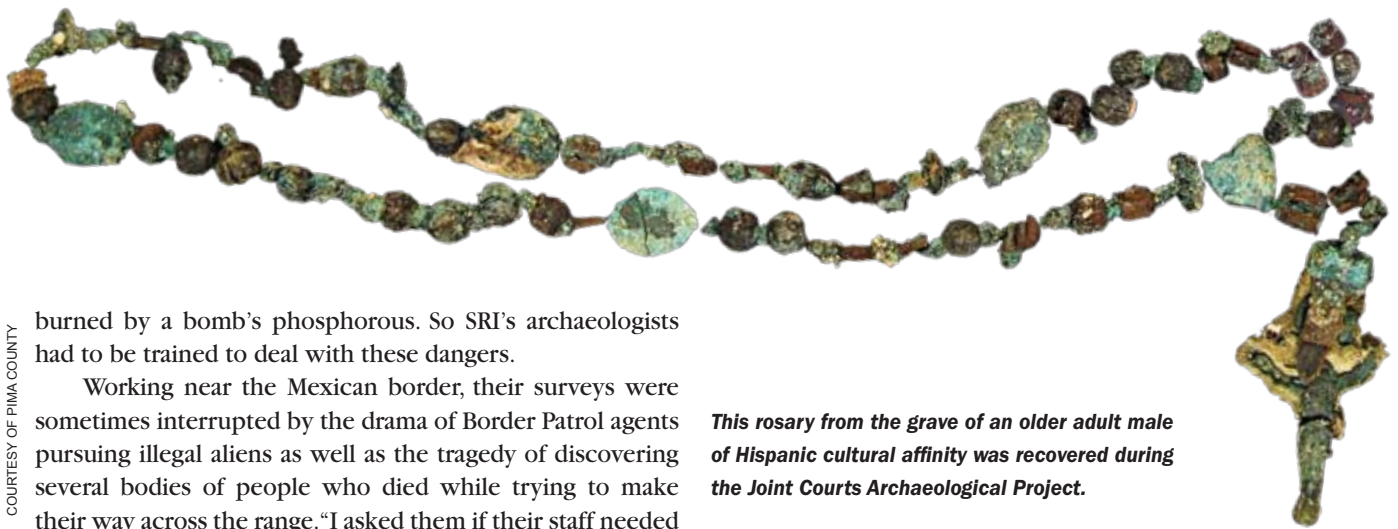 COURTESY OF PIMA COUNTY
burned by a bomb's phosphorous. So SRI's archaeologists
had to be trained to deal with these dangers.
Working near the Mexican border, their surveys were
sometimes interrupted by the drama of Border Patrol agents
pursuing illegal aliens as well as the tragedy of discovering
several bodies of people who died while trying to make
their way across the range. “I asked them if their staff needed
This rosary from the grave of an older adult male
of Hispanic cultural affinity was recovered during
the Joint Courts Archaeological Project.